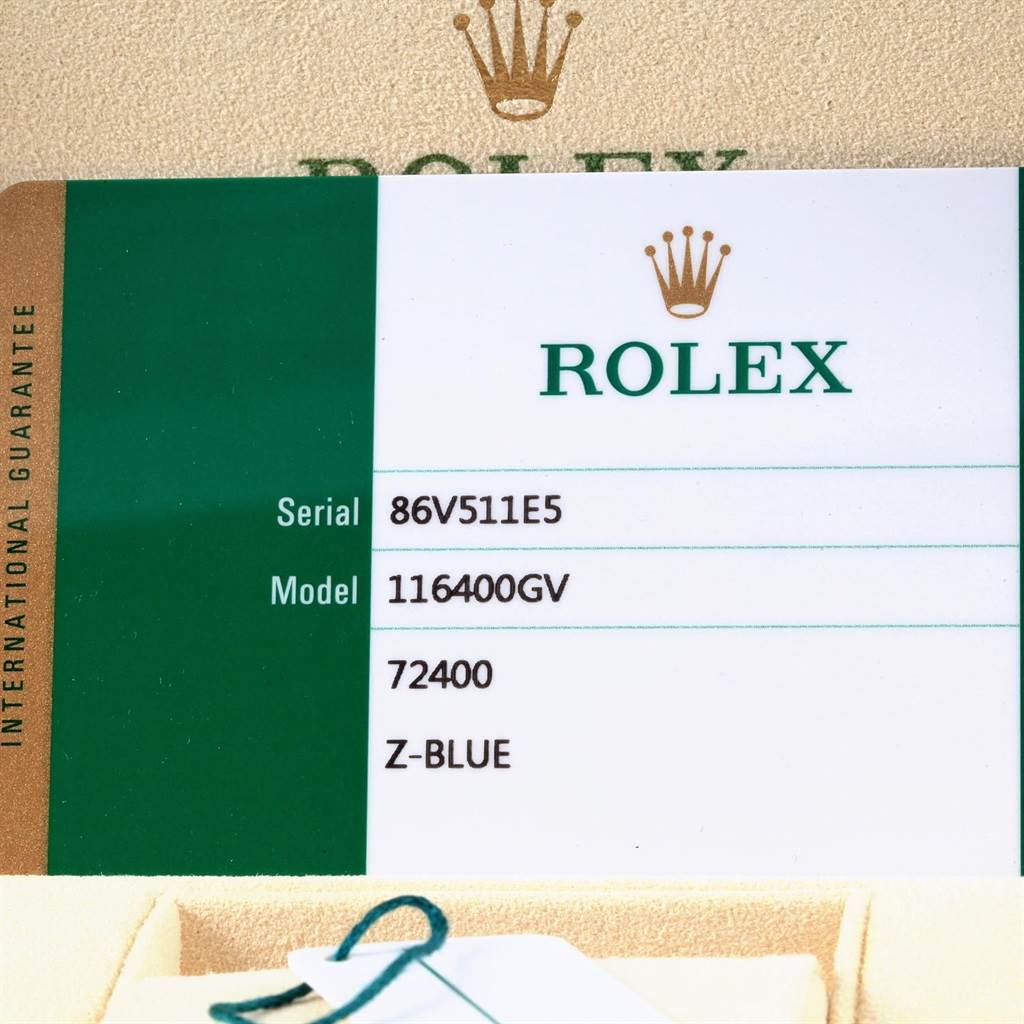 ROLEX
ROLEX
INTERNATIONAL GUARANTEE
Serial 86V511E5
Model 116400GV
72400
Z-BLUE